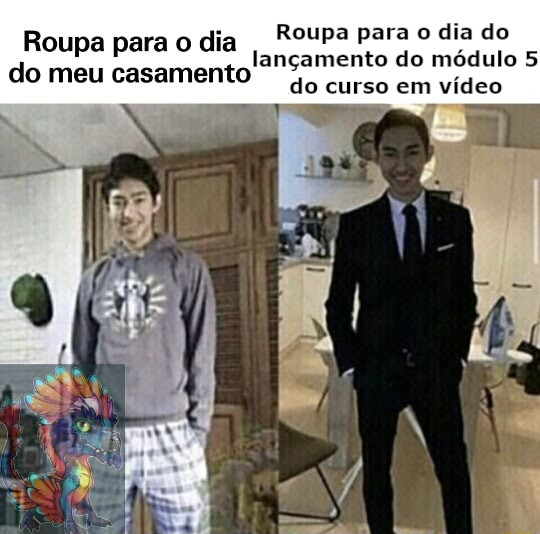 Roupa para o dia
do meu casamento
Roupa para o dia do
lançamento do módulo 5
do curso em vídeo